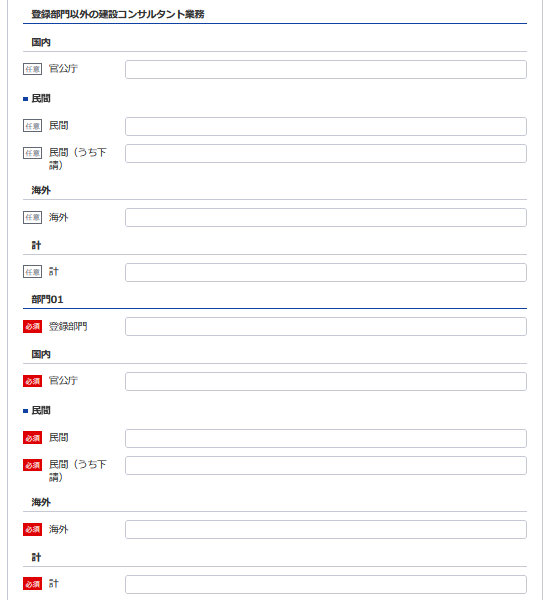 登録部門以外の建設コンサルタント業務
国内
任意 官公庁
民間
任意 民間
任意 民間（うち下
請）
海外
任意 海外
計
任意 計
部門01
必須 登録部門
国内
必須 官公庁
民間
必須 民間
必須 民間（うち下
請）
海外
必須 海外
計
必須 計